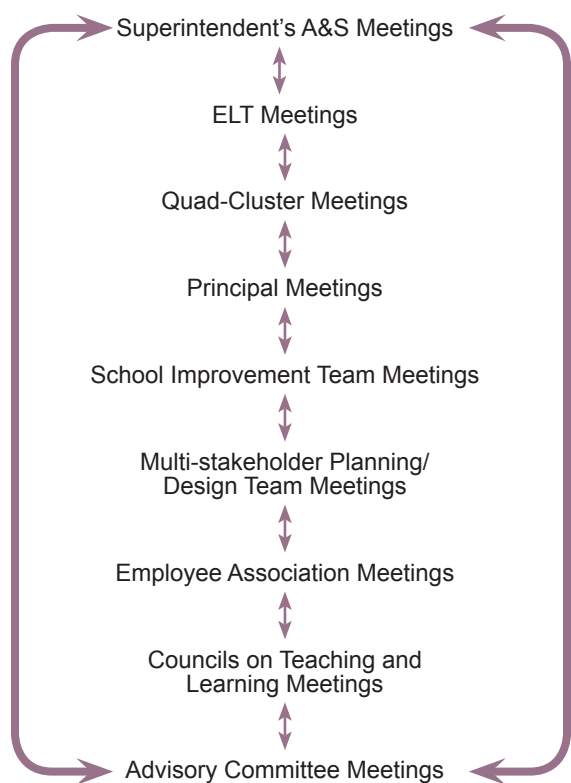 Superintendent’s A&S Meetings
ELT Meetings
Quad-Cluster Meetings
Principal Meetings
School Improvement Team Meetings
Multi-stakeholder Planning/
Design Team Meetings
Employee Association Meetings
Councils on Teaching and
Learning Meetings
Advisory Committee Meetings